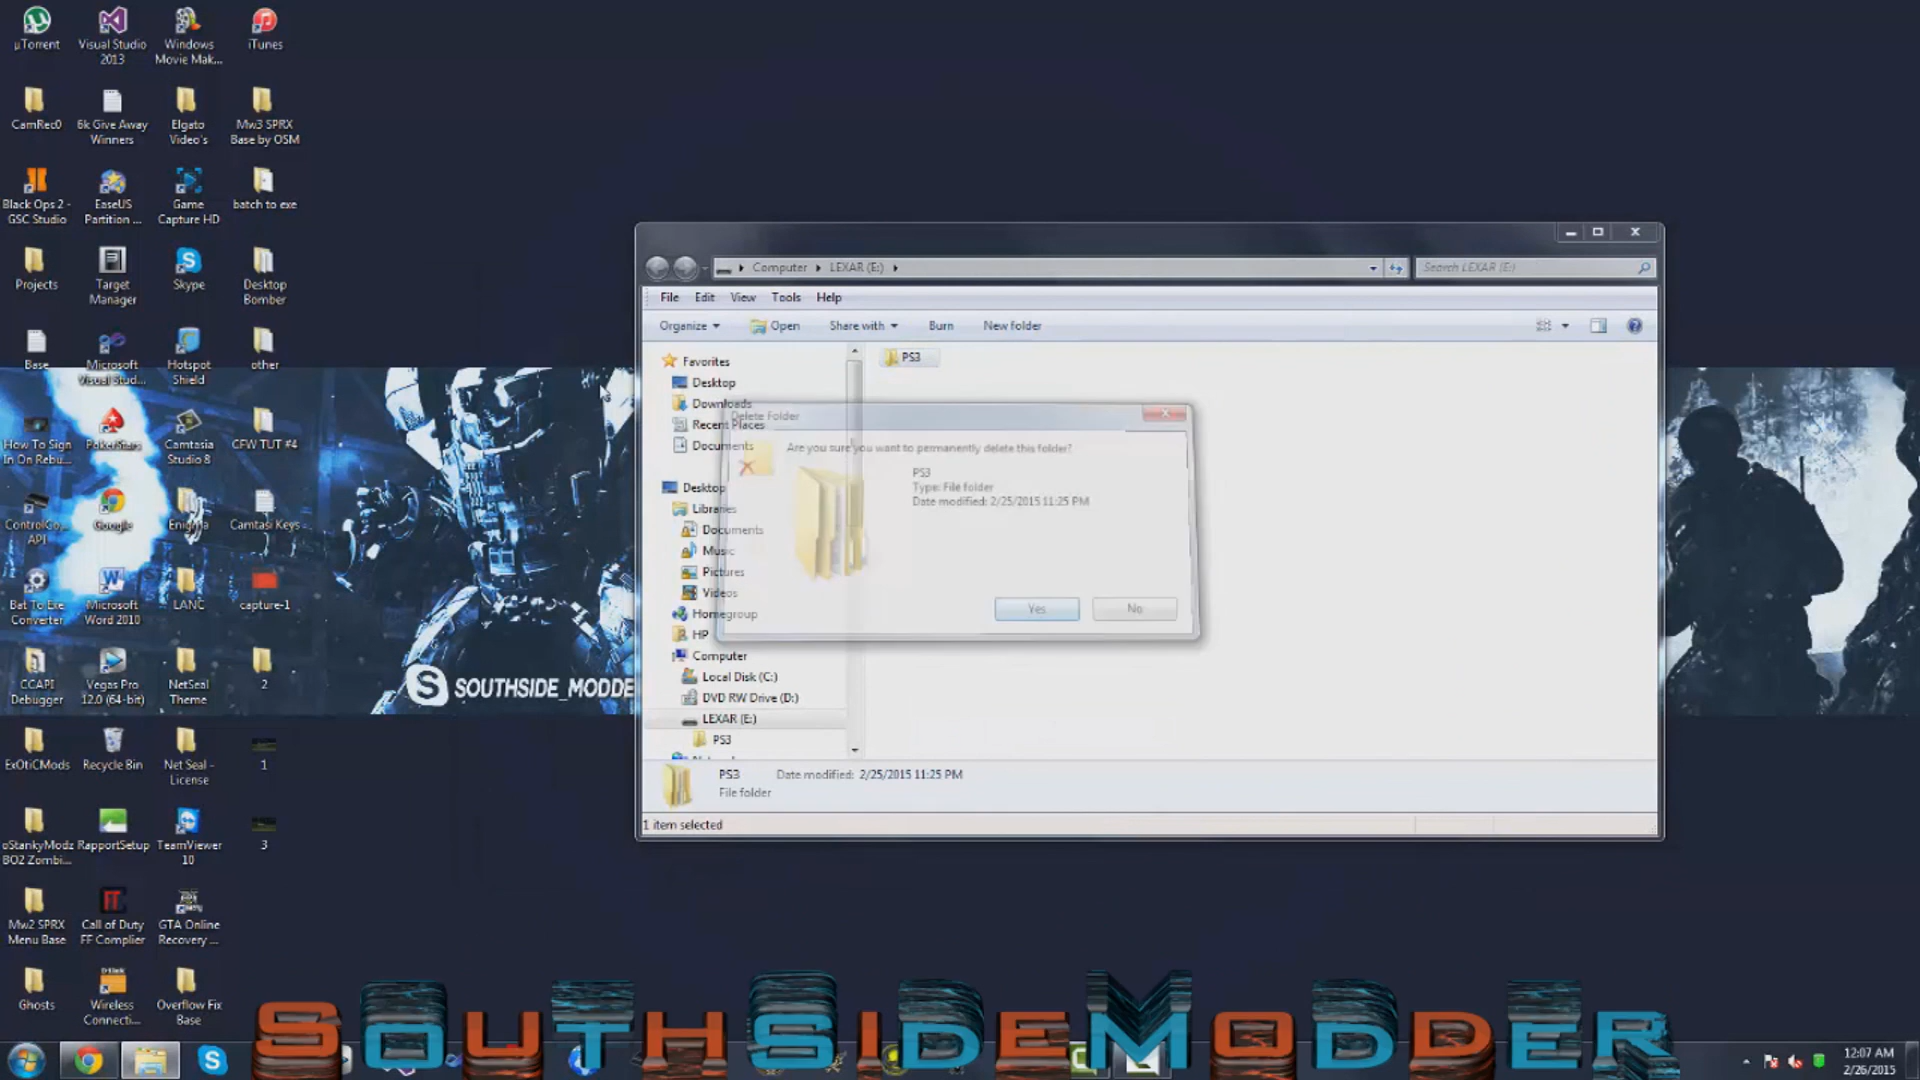 µTorrent
Visual Studio
2013
Windows
Movie Mak...
iTunes
CamRec0
6k Give Away
Winners
Elgato
Video's
Mw3 SPRX
Base by OSM
Black Ops 2 -
GSC Studio
EaseUS
Partition ...
Game
Capture HD
batch to exe
Projects
Target
Manager
Skype
Desktop
Bomber
Base
Microsoft
Visual Stud...
Hotspot
Shield
other
How To Sign
In On Rebu...
PokerStars
Camtasia
Studio 8
CFW TUT #4
ControlCo...
API
Google
Enigma
Camtasi Keys
Bat To Exe
Converter
Microsoft
Word 2010
LANC
capture-1
CCAPI
Debugger
Vegas Pro
12.0 (64-bit)
NetSeal
Theme
2
ExOtiCMods
Recycle Bin
Net Seal -
License
1
oStankyModz
BO2 Zombi...
RapportSetup
TeamViewer
10
3
Mw2 SPRX
Menu Base
Call of Duty
FF Complier
GTA Online
Recovery ...
Ghosts
Wireless
Connecti...
Overflow Fix
Base
SOUTHSIDE_MODDE
Computer
LEXAR (E:)
Search LEXAR (E:)
File Edit View Tools Help
Organize Open Share with Burn New folder
Favorites
Desktop
Downloads
Recent Places
Documents
Desktop
Libraries
Documents
Music
Pictures
Videos
Homegroup
HP
Computer
Local Disk (C:)
DVD RW Drive (D:)
LEXAR (E:)
PS3
PS3
Delete Folder
Are you sure you want to permanently delete this folder?
PS3
Type: File folder
Date modified: 2/25/2015 11:25 PM
Yes No
PS3 Date modified: 2/25/2015 11:25 PM
File folder
1 item selected
SOUTHSIDEMODDER
12:07 AM
2/26/2015